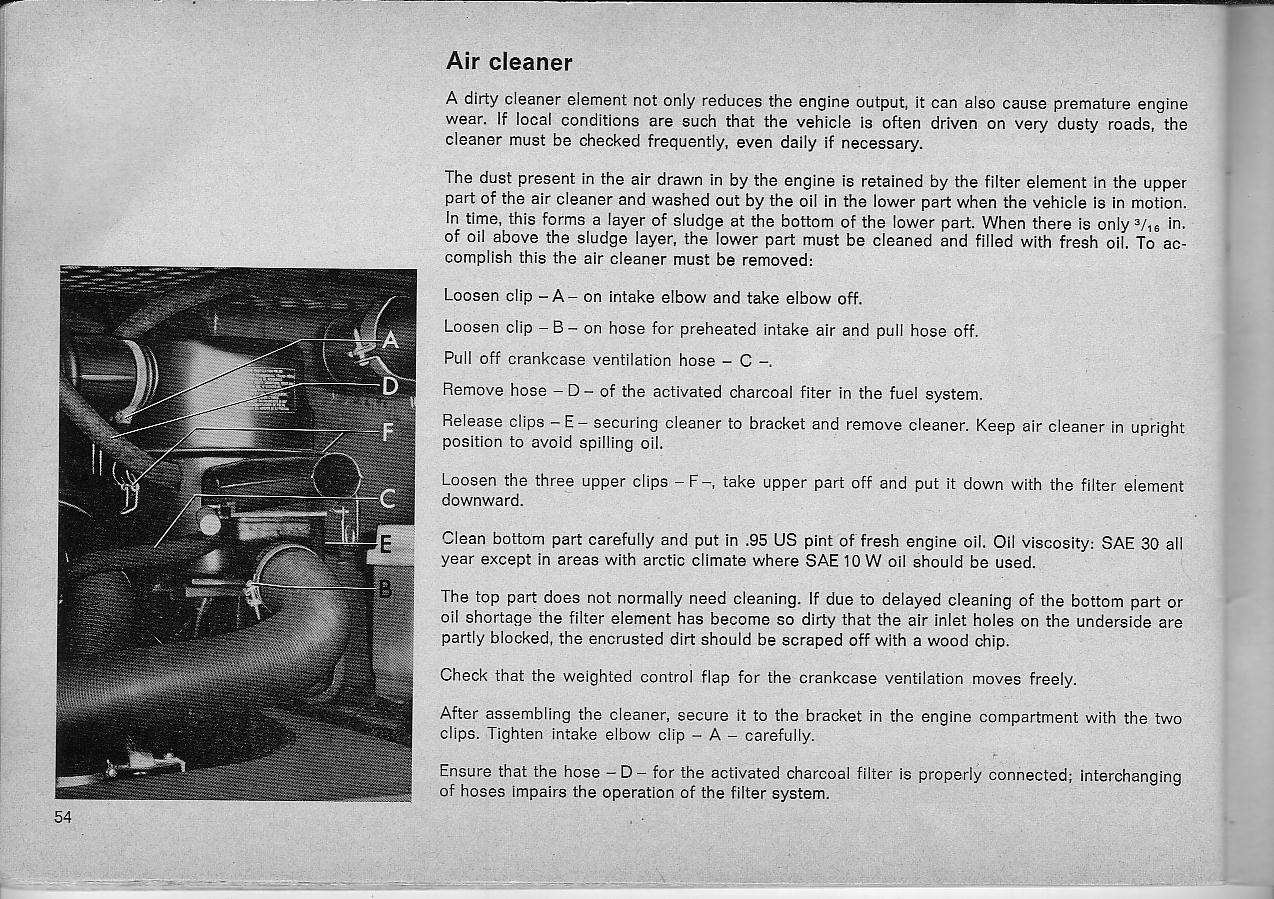 Air cleaner
A dirty cleaner element not only reduces the engine output, it can also cause premature engine
wear. If local conditions are such that the vehicle is often driven on very dusty roads, the
cleaner must be checked frequently, even daily if necessary.
The dust present in the air drawn in by the engine is retained by the filter element in the upper
part of the air cleaner and washed out by the oil in the lower part when the vehicle is in motion.
In time, this forms a layer of sludge at the bottom of the lower part. When there is only 3/16 in.
of oil above the sludge layer, the lower part must be cleaned and filled with fresh oil. To ac-
complish this the air cleaner must be removed:
Loosen clip – A – on intake elbow and take elbow off.
Loosen clip – B – on hose for preheated intake air and pull hose off.
Pull off crankcase ventilation hose – C –.
Remove hose – D – of the activated charcoal fiter in the fuel system.
Release clips – E – securing cleaner to bracket and remove cleaner. Keep air cleaner in upright
position to avoid spilling oil.
Loosen the three upper clips – F –, take upper part off and put it down with the filter element
downward.
Clean bottom part carefully and put in .95 US pint of fresh engine oil. Oil viscosity: SAE 30 all
year except in areas with arctic climate where SAE 10 W oil should be used.
The top part does not normally need cleaning. If due to delayed cleaning of the bottom part or
oil shortage the filter element has become so dirty that the air inlet holes on the underside are
partly blocked, the encrusted dirt should be scraped off with a wood chip.
Check that the weighted control flap for the crankcase ventilation moves freely.
After assembling the cleaner, secure it to the bracket in the engine compartment with the two
clips. Tighten intake elbow clip – A – carefully.
Ensure that the hose – D – for the activated charcoal filter is properly connected; interchanging
of hoses impairs the operation of the filter system.
A
D
F
C
E
B
54